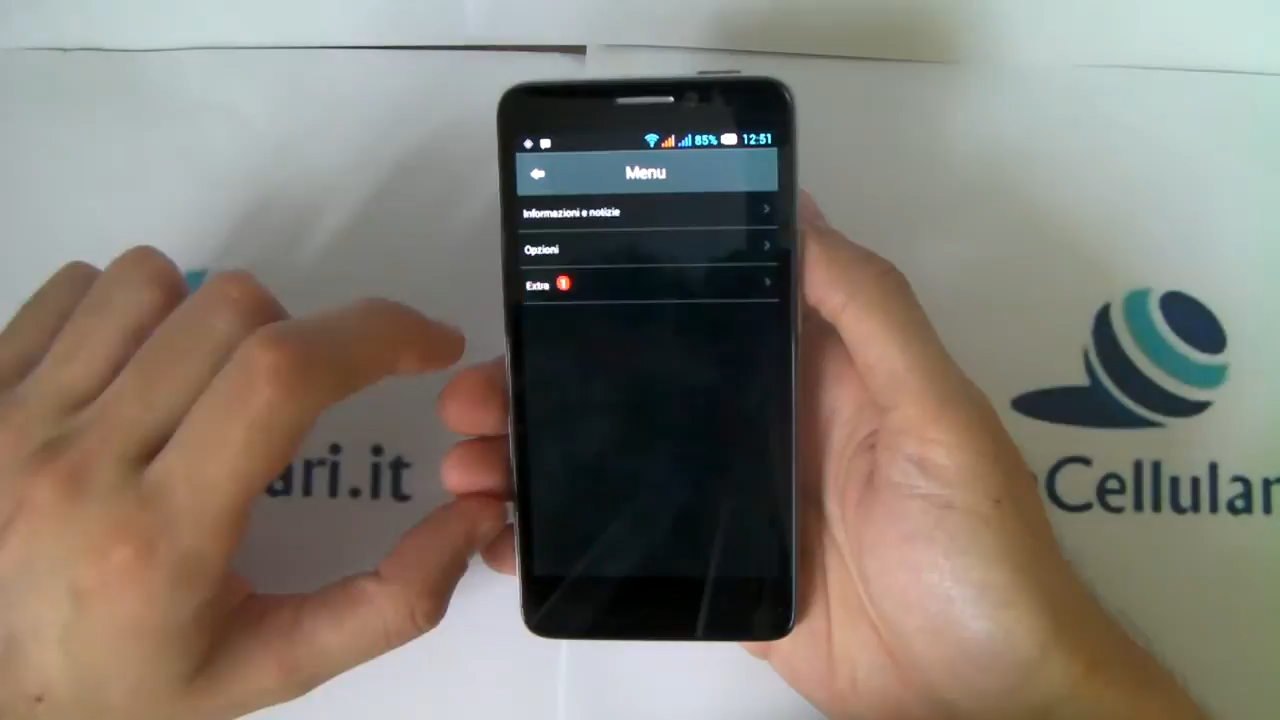 85% 12:51
Menu
Informazioni e notizie
Opzioni
Extra 1
ari.it
Cellular